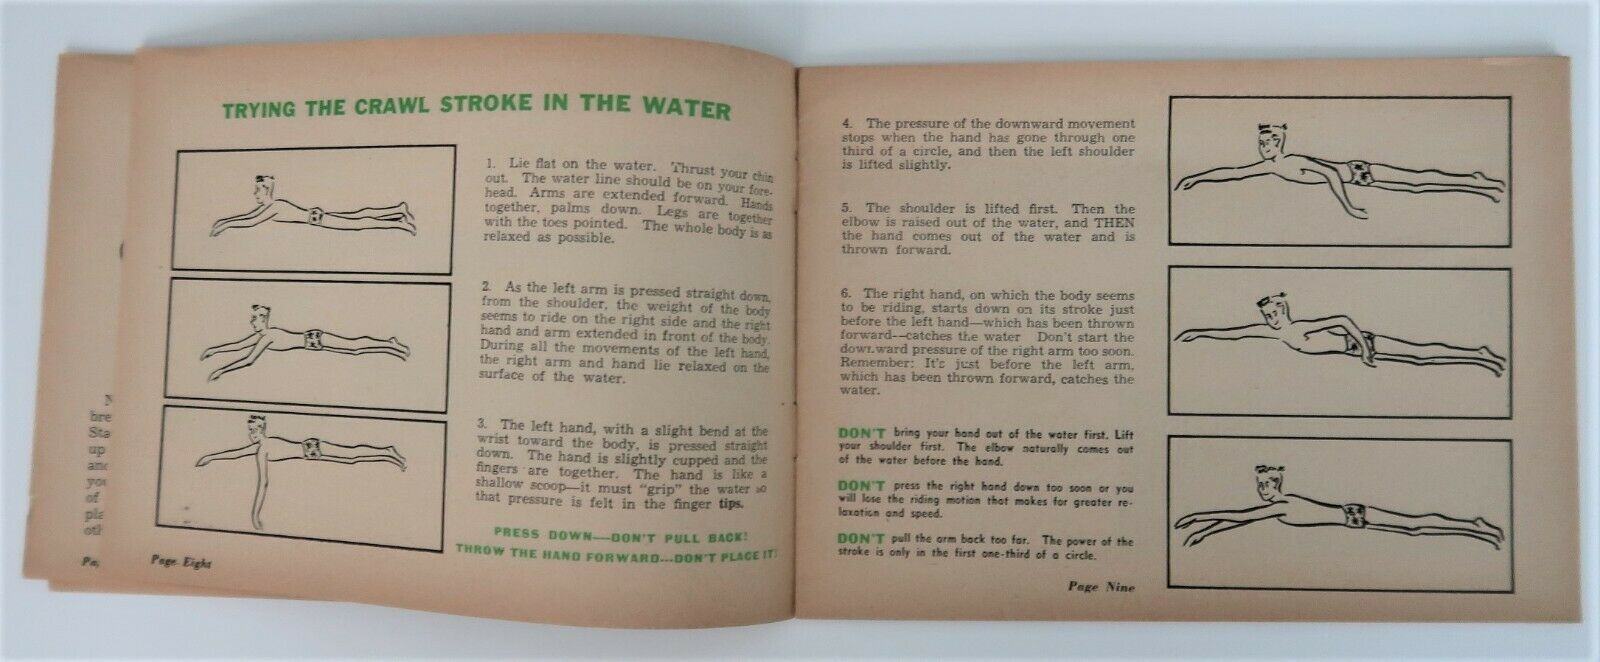 TRYING THE CRAWL STROKE IN THE WATER
1. Lie flat on the water. Thrust your chin
out. The water line should be on your fore-
head. Arms are extended forward. Hands
together, palms down. Legs are together
with the toes pointed. The whole body is as
relaxed as possible.
2. As the left arm is pressed straight down,
from the shoulder, the weight of the body
seems to ride on the right side and the right
hand and arm extended in front of the body.
During all the movements of the left hand,
the right arm and hand lie relaxed on the
surface of the water.
3. The left hand, with a slight bend at the
wrist toward the body, is pressed straight
down. The hand is slightly cupped and the
fingers are together. The hand is like a
shallow scoop—it must "grip" the water so
that pressure is felt in the finger tips.
PRESS DOWN—DON'T PULL BACK!
THROW THE HAND FORWARD—DON'T PLACE IT!
Page Eight
N
bre
Sta
up
and
you
of
pla
oth
Pa
4. The pressure of the downward movement
stops when the hand has gone through one
third of a circle, and then the left shoulder
is lifted slightly.
5. The shoulder is lifted first. Then the
elbow is raised out of the water, and THEN
the hand comes out of the water and is
thrown forward.
6. The right hand, on which the body seems
to be riding, starts down on its stroke just
before the left hand—which has been thrown
forward—catches the water Don't start the
downward pressure of the right arm too soon.
Remember: It's just before the left arm,
which has been thrown forward, catches the
water.
DON'T bring your hand out of the water first. Lift
your shoulder first. The elbow naturally comes out
of the water before the hand.
DON'T press the right hand down too soon or you
will lose the riding motion that makes for greater re-
laxation and speed.
DON'T pull the arm back too far. The power of the
stroke is only in the first one-third of a circle.
Page Nine